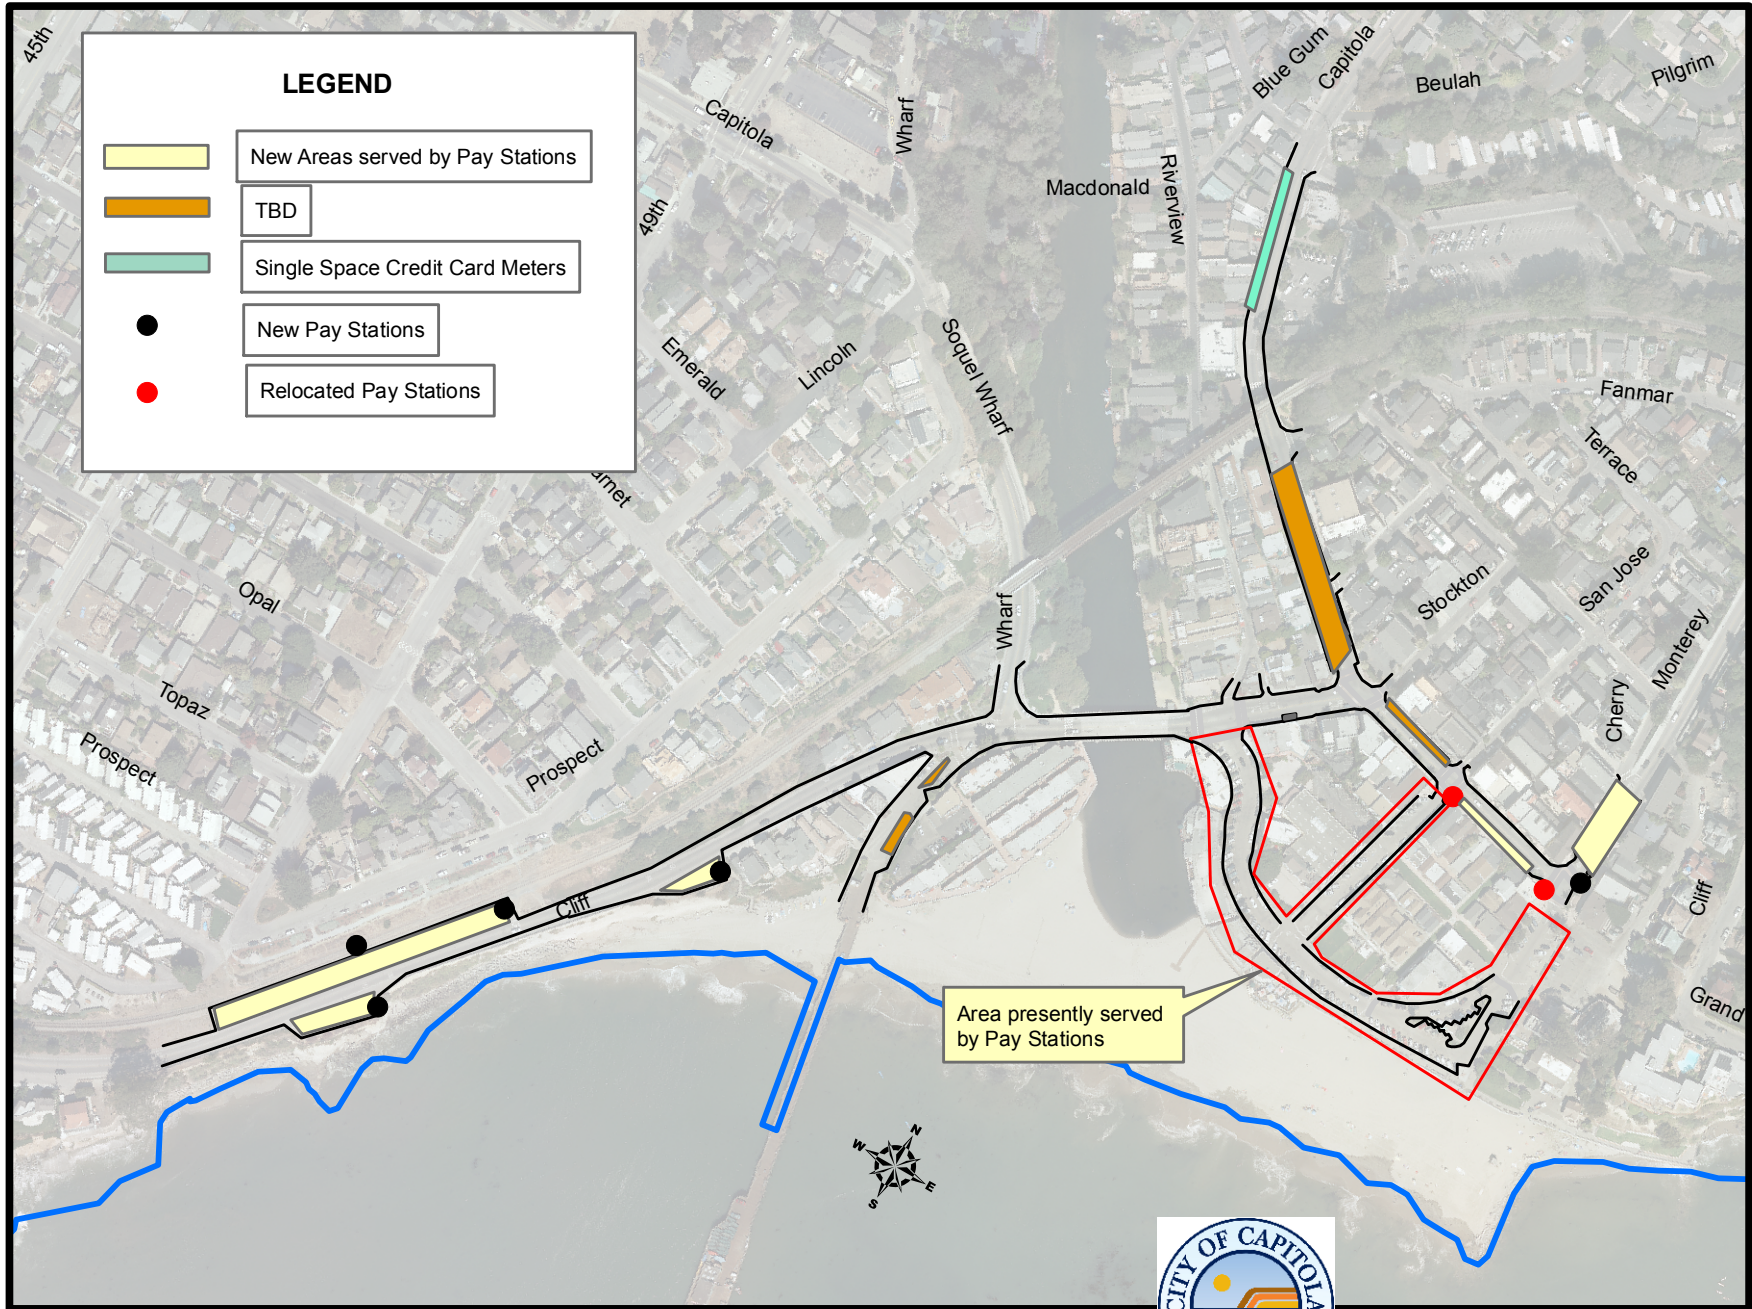 LEGEND
New Areas served by Pay Stations
TBD
Single Space Credit Card Meters
New Pay Stations
Relocated Pay Stations
45th
Capitola
Wharf
49th
Macdonald
Riverview
Blue Gum
Capitola
Beulah
Pilgrim
Emerald
Lincoln
Soquel Wharf
Fanmar
Terrace
Stockton
San Jose
Monterey
Cherry
Opal
Topaz
Prospect
Prospect
Wharf
Cliff
Cliff
Grand
Area presently served
by Pay Stations
N
W
E
S
CITY OF CAPITOLA